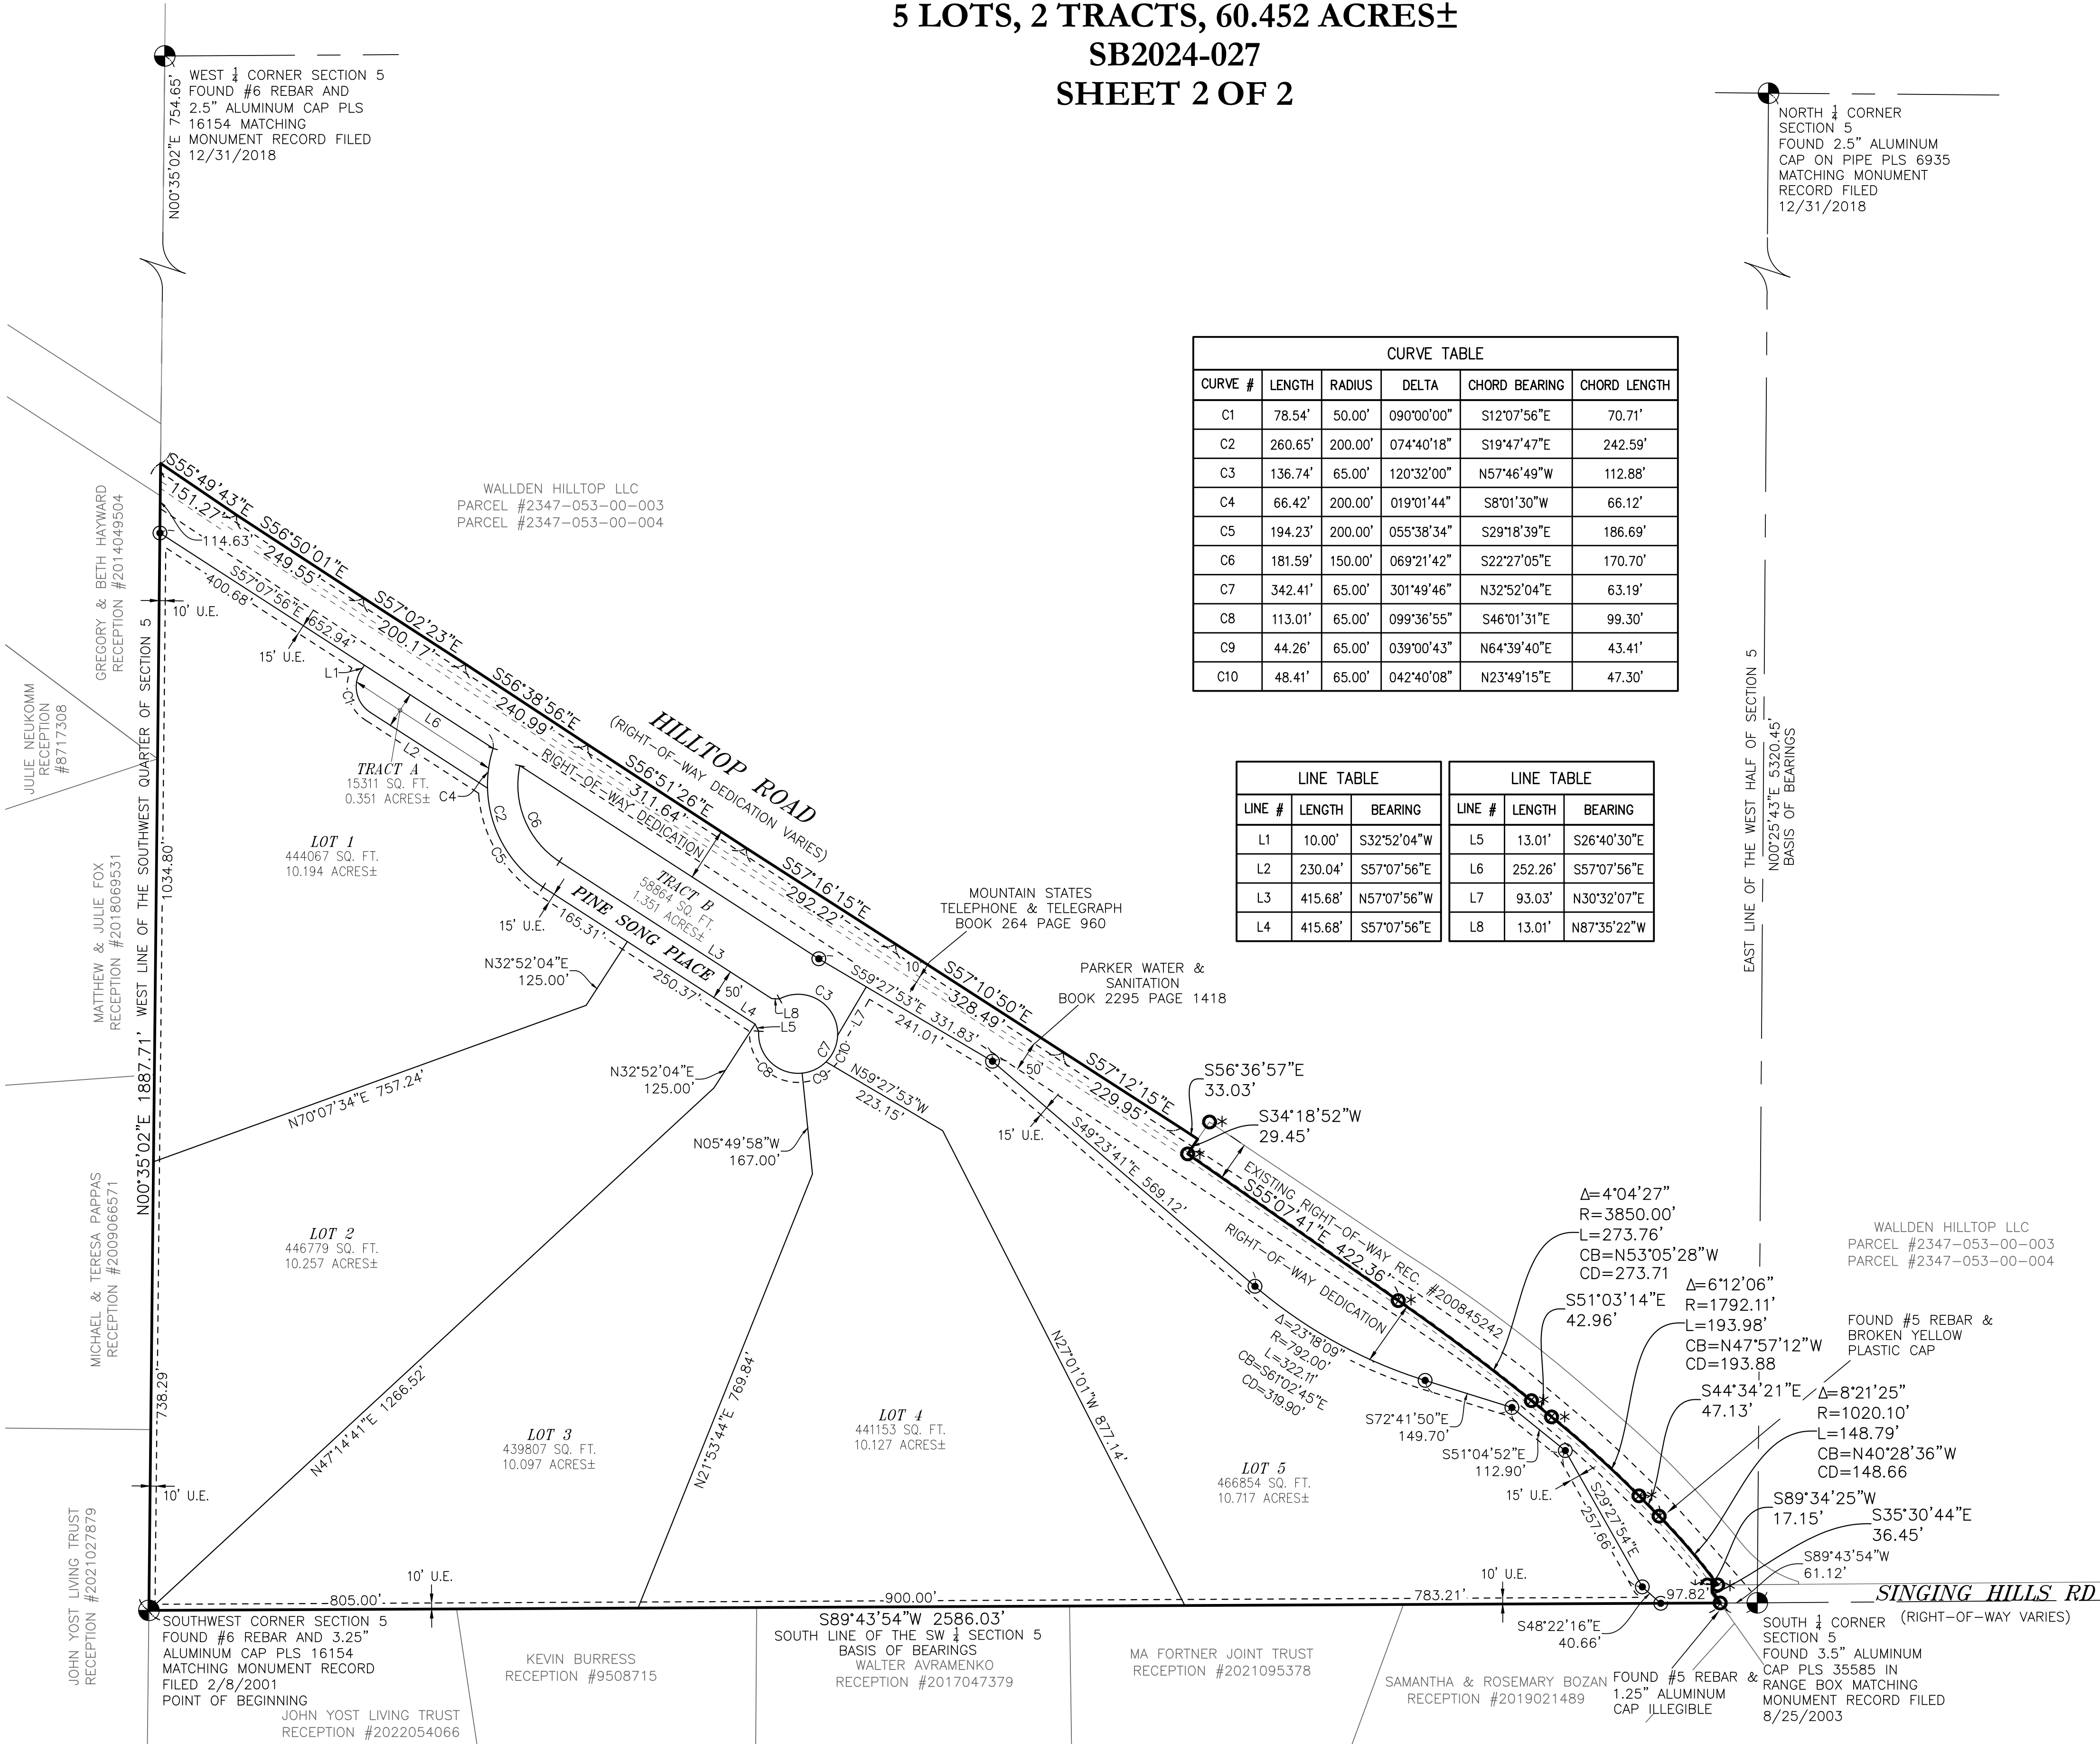 5 LOTS, 2 TRACTS, 60.452 ACRES±
SB2024-027
SHEET 2 OF 2
N00°35'02"E 754.65'
WEST 1/4 CORNER SECTION 5
FOUND #6 REBAR AND
2.5" ALUMINUM CAP PLS
16154 MATCHING
MONUMENT RECORD FILED
12/31/2018
NORTH 1/4 CORNER
SECTION 5
FOUND 2.5" ALUMINUM
CAP ON PIPE PLS 6935
MATCHING MONUMENT
RECORD FILED
12/31/2018
CURVE TABLE
CURVE # LENGTH RADIUS DELTA CHORD BEARING CHORD LENGTH
C1 78.54' 50.00' 090°00'00" S12°07'56"E 70.71'
C2 260.65' 200.00' 074°40'18" S19°47'47"E 242.59'
C3 136.74' 65.00' 120°32'00" N57°46'49"W 112.88'
C4 66.42' 200.00' 019°01'44" S8°01'30"W 66.12'
C5 194.23' 200.00' 055°38'34" S29°18'39"E 186.69'
C6 181.59' 150.00' 069°21'42" S22°27'05"E 170.70'
C7 342.41' 65.00' 301°49'46" N32°52'04"E 63.19'
C8 113.01' 65.00' 099°36'55" S46°01'31"E 99.30'
C9 44.26' 65.00' 039°00'43" N64°39'40"E 43.41'
C10 48.41' 65.00' 042°40'08" N23°49'15"E 47.30'
LINE TABLE
LINE # LENGTH BEARING
L1 10.00' S32°52'04"W
L2 230.04' S57°07'56"E
L3 415.68' N57°07'56"W
L4 415.68' S57°07'56"E
LINE TABLE
LINE # LENGTH BEARING
L5 13.01' S26°40'30"E
L6 252.26' S57°07'56"E
L7 93.03' N30°32'07"E
L8 13.01' N87°35'22"W
EAST LINE OF THE WEST HALF OF SECTION 5
N00°25'43"E 5320.45'
BASIS OF BEARINGS
WALLDEN HILLTOP LLC
PARCEL #2347-053-00-003
PARCEL #2347-053-00-004
GREGORY & BETH HAYWARD
RECEPTION #2014049504
JULIE NEUKOMM
RECEPTION
#8717308
MATTHEW & JULIE FOX
RECEPTION #2018069531
MICHAEL & TERESA PAPPAS
RECEPTION #2009066571
JOHN YOST LIVING TRUST
RECEPTION #2021027879
N00°35'02"E 1887.71' WEST LINE OF THE SOUTHWEST QUARTER OF SECTION 5
1034.80'
738.29'
10' U.E.
10' U.E.
S55°49'43"E
151.27'
114.63'
S56°50'01"E
249.55'
S57°02'23"E
200.17'
S56°38'56"E
240.99'
S56°51'26"E
311.64'
S57°16'15"E
292.22'
S57°10'50"E
328.49'
S57°12'15"E
229.95'
S57°07'56"E 652.94'
400.68'
15' U.E.
HILLTOP ROAD
(RIGHT-OF-WAY DEDICATION VARIES)
RIGHT-OF-WAY DEDICATION
L1
C1
L6
L2
TRACT A
15311 SQ. FT.
0.351 ACRES±
C4
C2
C6
C5
LOT 1
444067 SQ. FT.
10.194 ACRES±
TRACT B
58864 SQ. FT.
1.351 ACRES±
PINE SONG PLACE
L3
15' U.E.
165.31'
250.37'
50'
L4
L8
L5
C3
L7
C7
C10
C8
C9
N32°52'04"E
125.00'
N32°52'04"E
125.00'
MOUNTAIN STATES
TELEPHONE & TELEGRAPH
BOOK 264 PAGE 960
10'
PARKER WATER &
SANITATION
BOOK 2295 PAGE 1418
50'
S59°27'53"E 331.83'
241.01'
N59°27'53"W
223.15'
N70°07'34"E 757.24'
N05°49'58"W
167.00'
15' U.E.
S49°23'41"E 569.12'
S56°36'57"E
33.03'
S34°18'52"W
29.45'
EXISTING RIGHT-OF-WAY REC. #200845242
S55°07'41"E 422.36'
RIGHT-OF-WAY DEDICATION
Δ=23°18'09"
R=792.00'
L=322.11'
CB=S61°02'45"E
CD=319.90'
Δ=4°04'27"
R=3850.00'
L=273.76'
CB=N53°05'28"W
CD=273.71
S51°03'14"E
42.96'
Δ=6°12'06"
R=1792.11'
L=193.98'
CB=N47°57'12"W
CD=193.88
WALLDEN HILLTOP LLC
PARCEL #2347-053-00-003
PARCEL #2347-053-00-004
FOUND #5 REBAR &
BROKEN YELLOW
PLASTIC CAP
S44°34'21"E
47.13'
Δ=8°21'25"
R=1020.10'
L=148.79'
CB=N40°28'36"W
CD=148.66
S89°34'25"W
17.15'
S35°30'44"E
36.45'
S89°43'54"W
61.12'
S72°41'50"E
149.70'
S51°04'52"E
112.90'
15' U.E.
S29°27'54"E
257.66'
LOT 2
446779 SQ. FT.
10.257 ACRES±
N47°14'41"E 1266.52'
LOT 3
439807 SQ. FT.
10.097 ACRES±
N21°53'44"E 769.84'
LOT 4
441153 SQ. FT.
10.127 ACRES±
N27°01'01"W 877.14'
LOT 5
466854 SQ. FT.
10.717 ACRES±
10' U.E.
10' U.E.
805.00'
900.00'
783.21'
97.82'
S48°22'16"E
40.66'
SINGING HILLS RD
(RIGHT-OF-WAY VARIES)
SOUTHWEST CORNER SECTION 5
FOUND #6 REBAR AND 3.25"
ALUMINUM CAP PLS 16154
MATCHING MONUMENT RECORD
FILED 2/8/2001
POINT OF BEGINNING
JOHN YOST LIVING TRUST
RECEPTION #2022054066
KEVIN BURRESS
RECEPTION #9508715
S89°43'54"W 2586.03'
SOUTH LINE OF THE SW 1/4 SECTION 5
BASIS OF BEARINGS
WALTER AVRAMENKO
RECEPTION #2017047379
MA FORTNER JOINT TRUST
RECEPTION #2021095378
SAMANTHA & ROSEMARY BOZAN
RECEPTION #2019021489
FOUND #5 REBAR &
1.25" ALUMINUM
CAP ILLEGIBLE
SOUTH 1/4 CORNER
SECTION 5
FOUND 3.5" ALUMINUM
CAP PLS 35585 IN
RANGE BOX MATCHING
MONUMENT RECORD FILED
8/25/2003